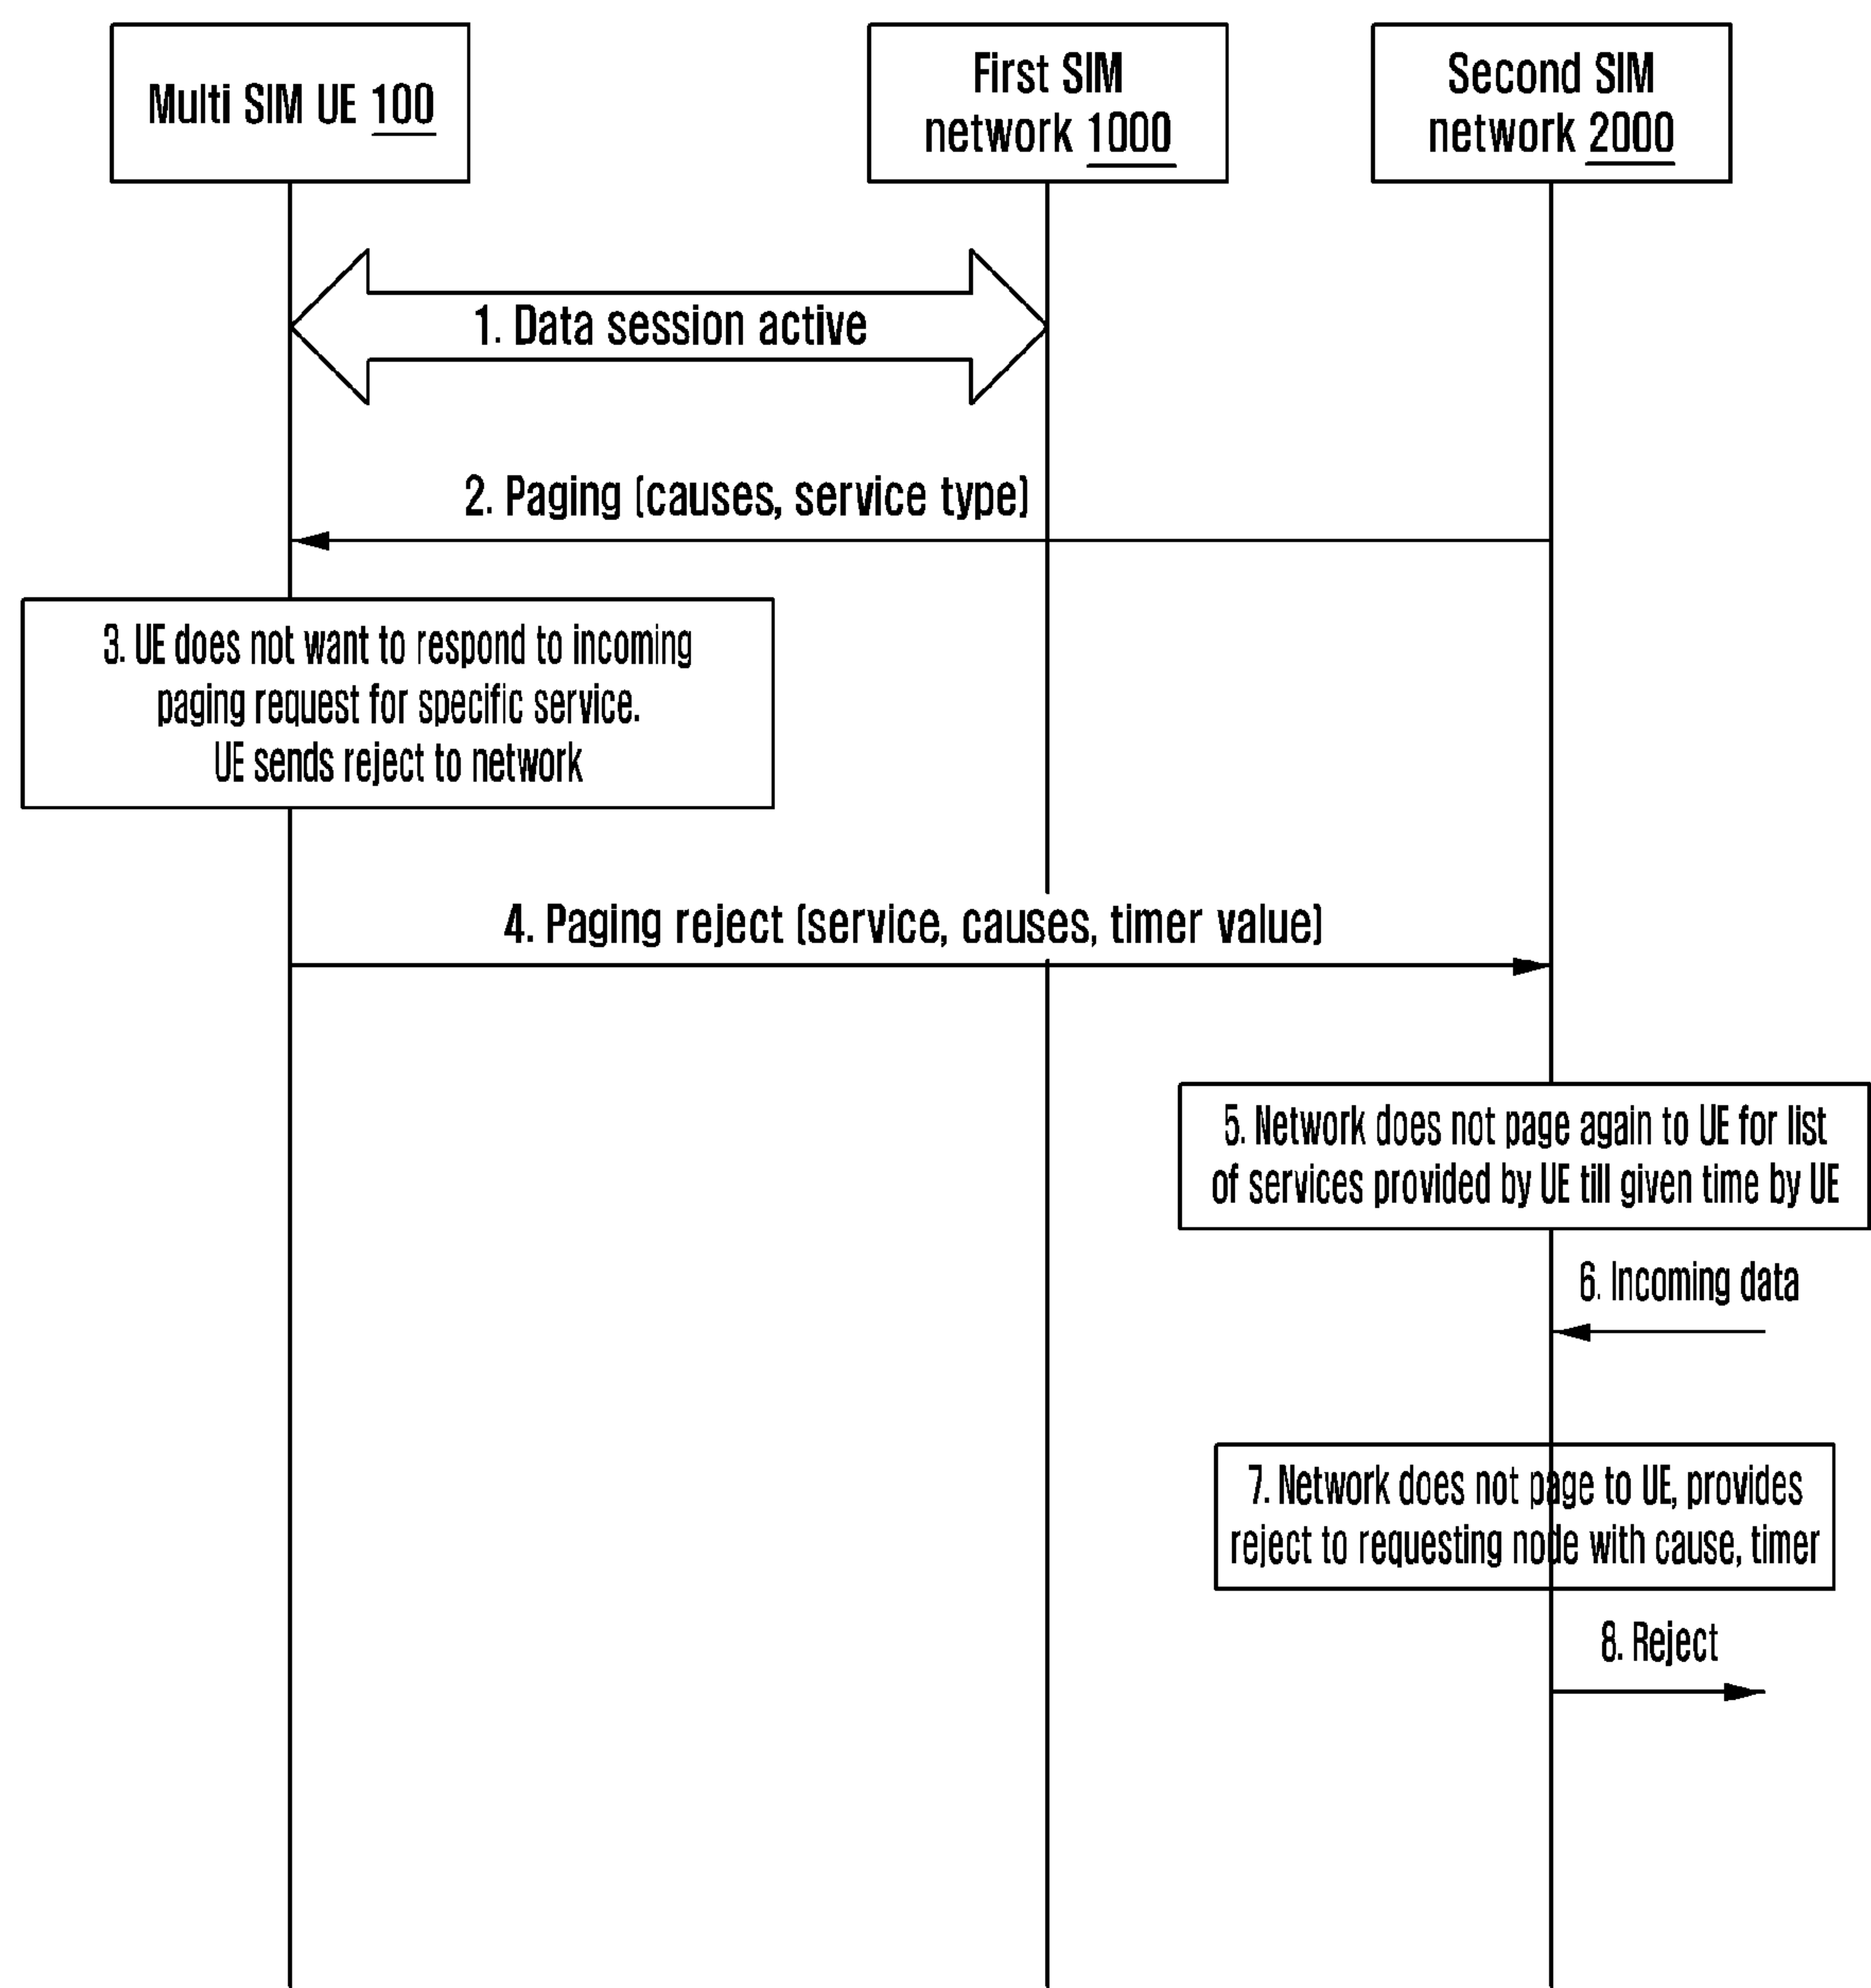 Multi SIM UE 100
First SIM
network 1000
Second SIM
network 2000
1. Data session active
2. Paging (causes, service type)
3. UE does not want to respond to incoming
paging request for specific service.
UE sends reject to network
4. Paging reject (service, causes, timer value)
5. Network does not page again to UE for list
of services provided by UE till given time by UE
6. Incoming data
7. Network does not page to UE, provides
reject to requesting node with cause, timer
8. Reject